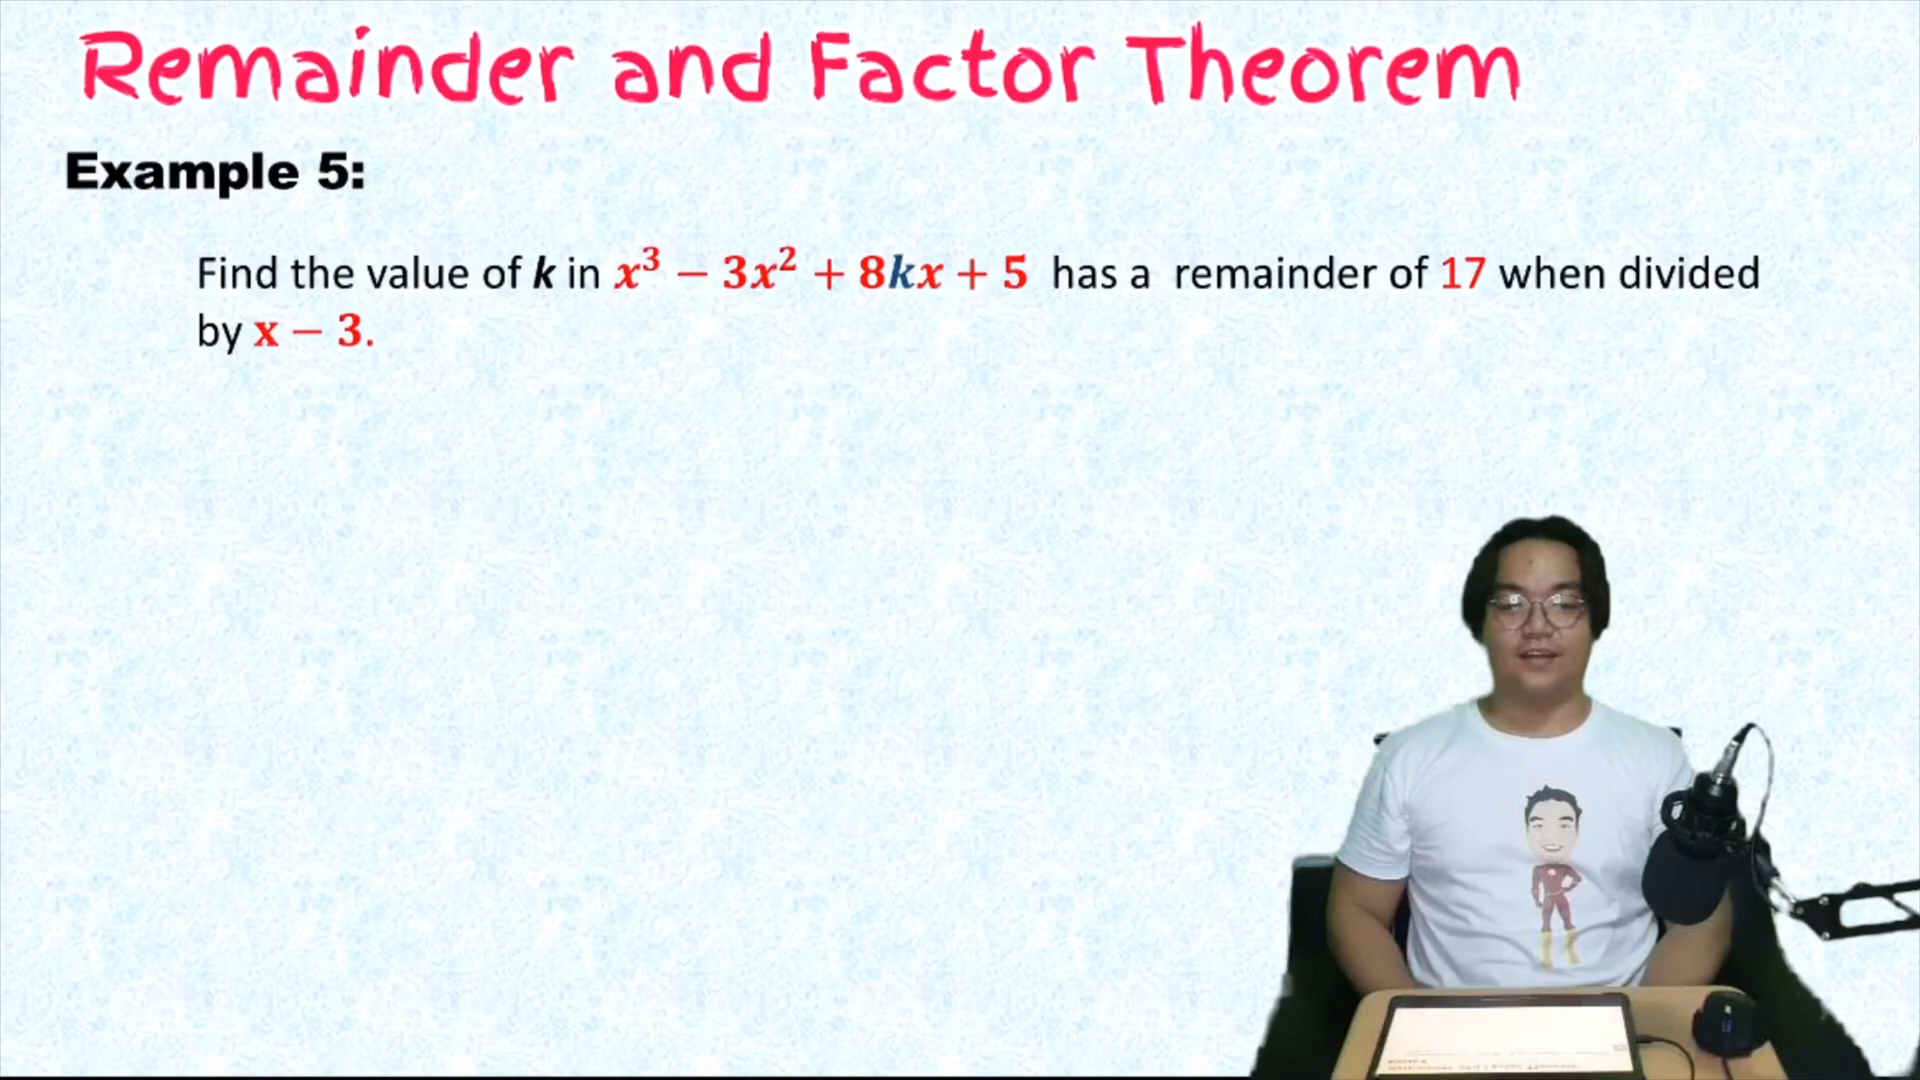 Remainder and Factor Theorem
Example 5:
Find the value of k in x³ − 3x² + 8kx + 5 has a remainder of 17 when divided
by x − 3.